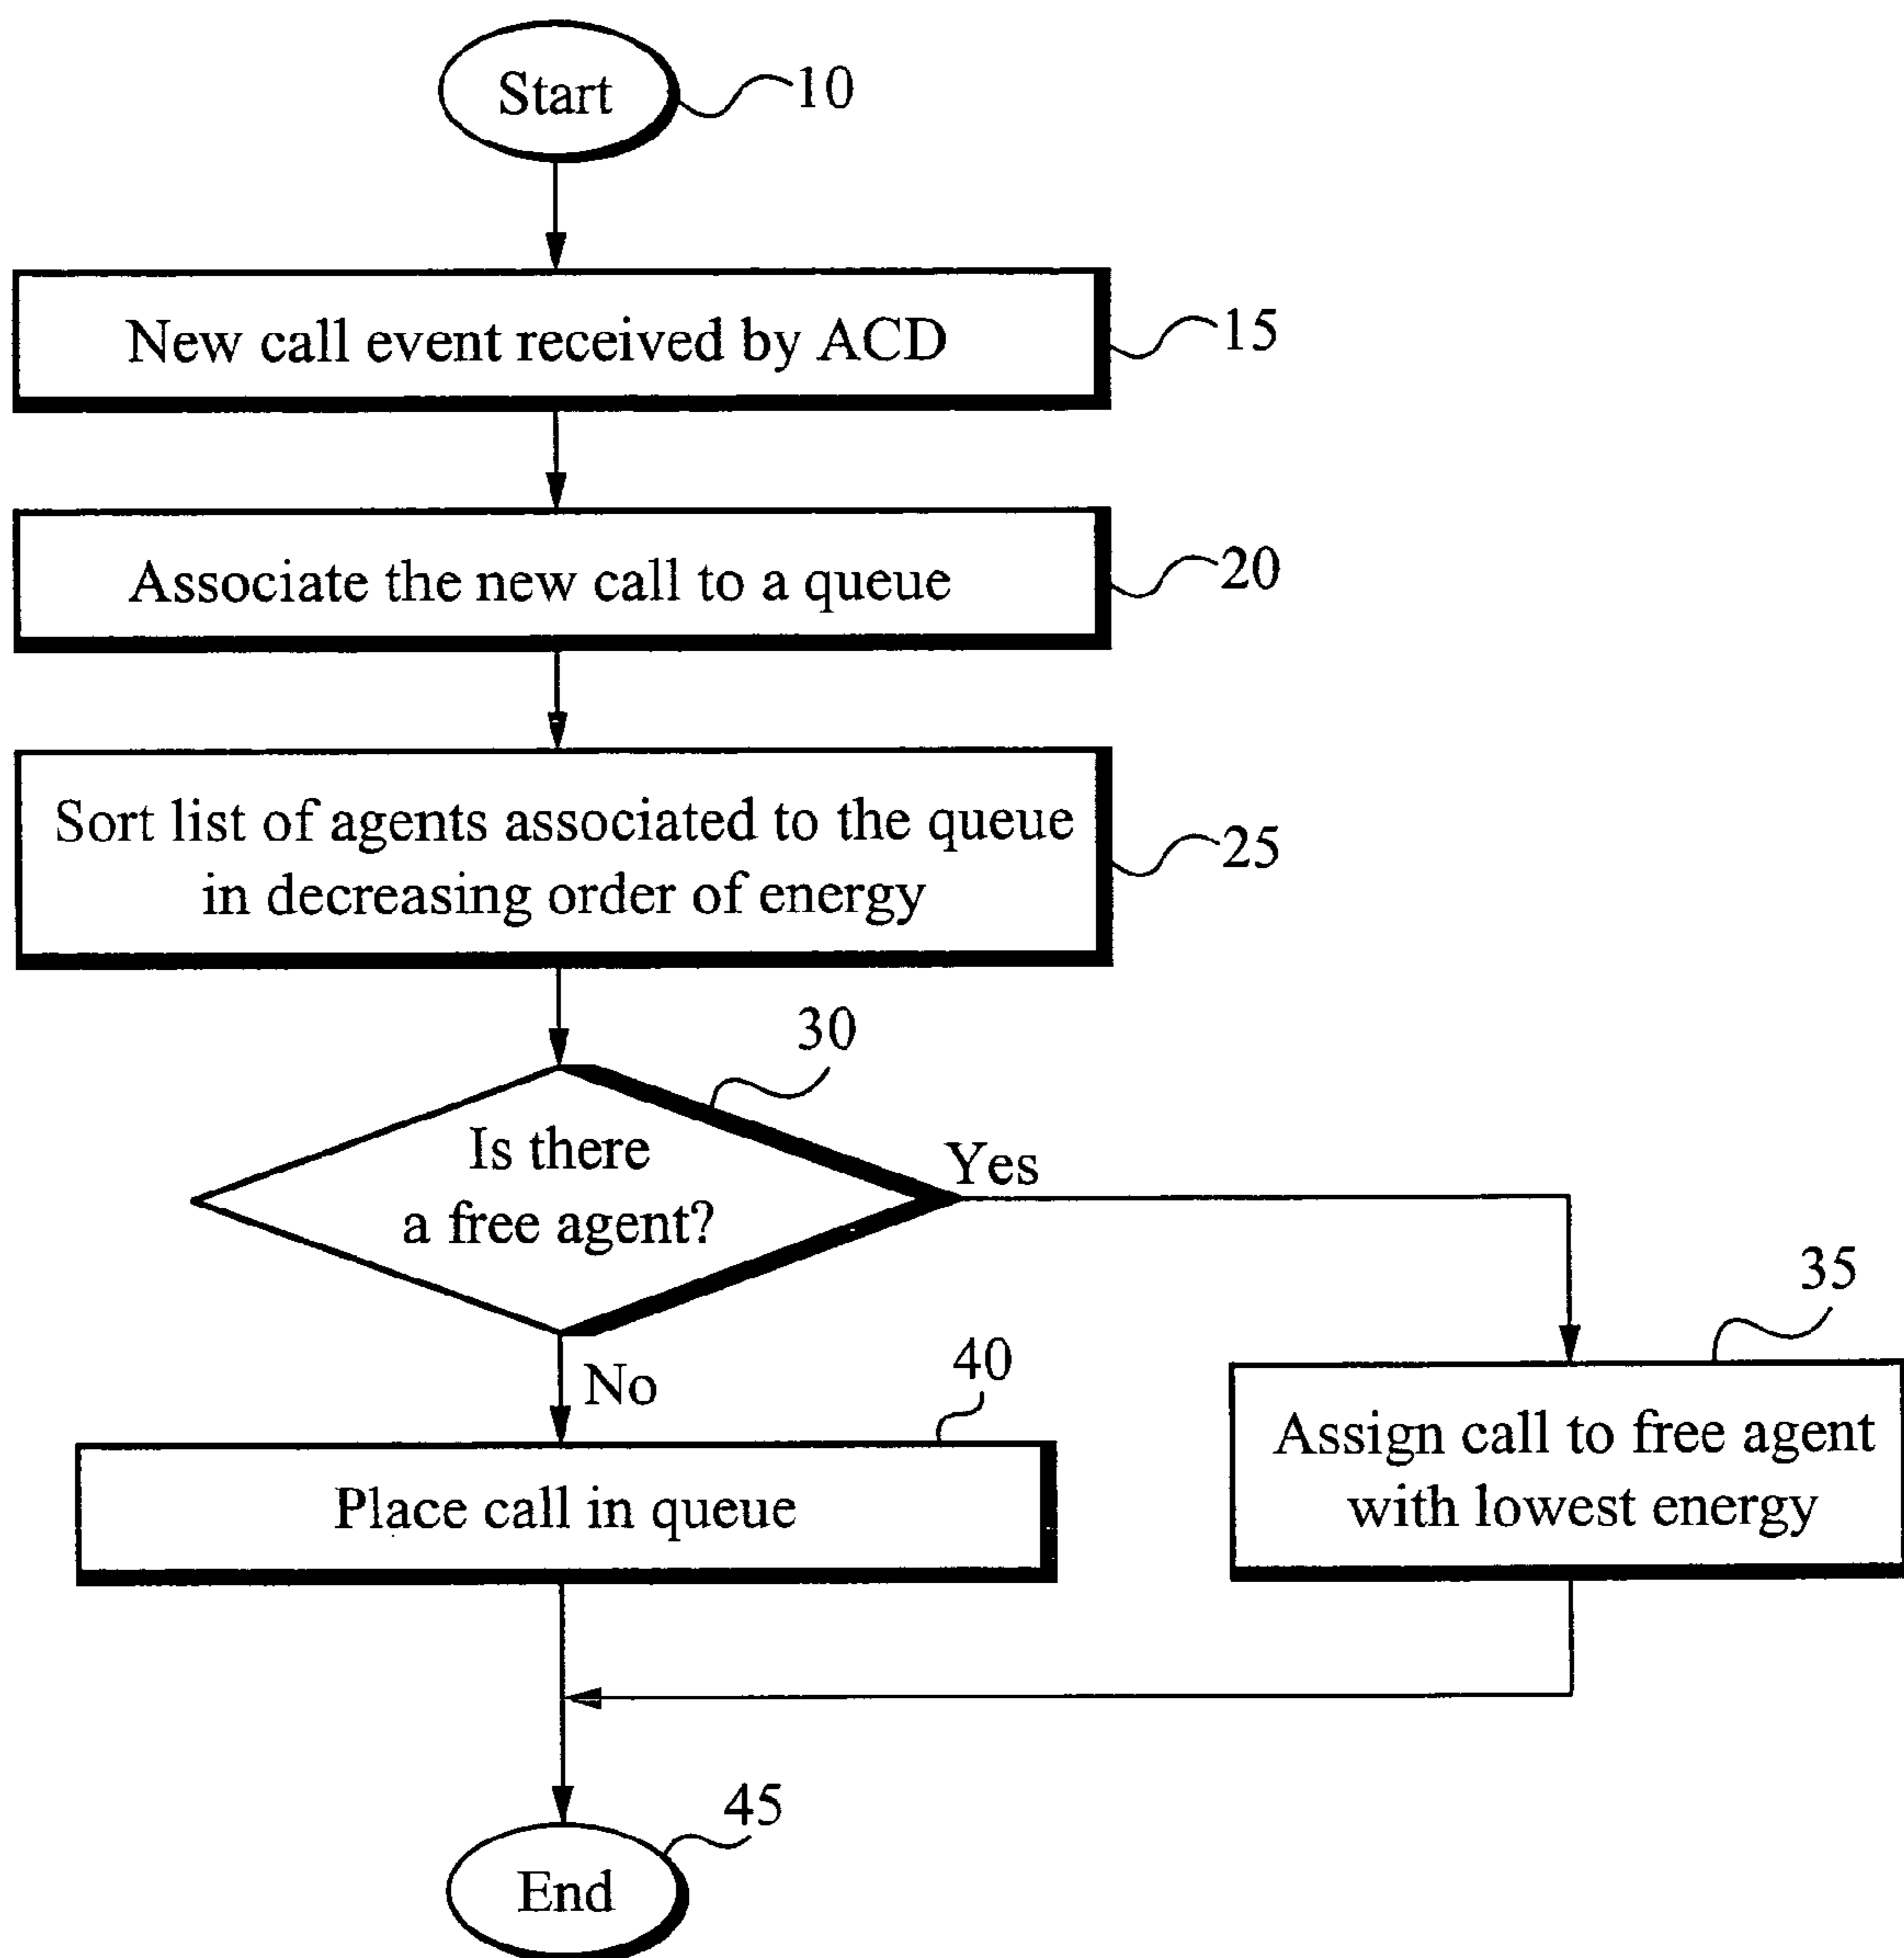 Start
10
New call event received by ACD
15
Associate the new call to a queue
20
Sort list of agents associated to the queue
in decreasing order of energy
25
30
Is there
a free agent?
Yes
No
35
Assign call to free agent
with lowest energy
40
Place call in queue
45
End